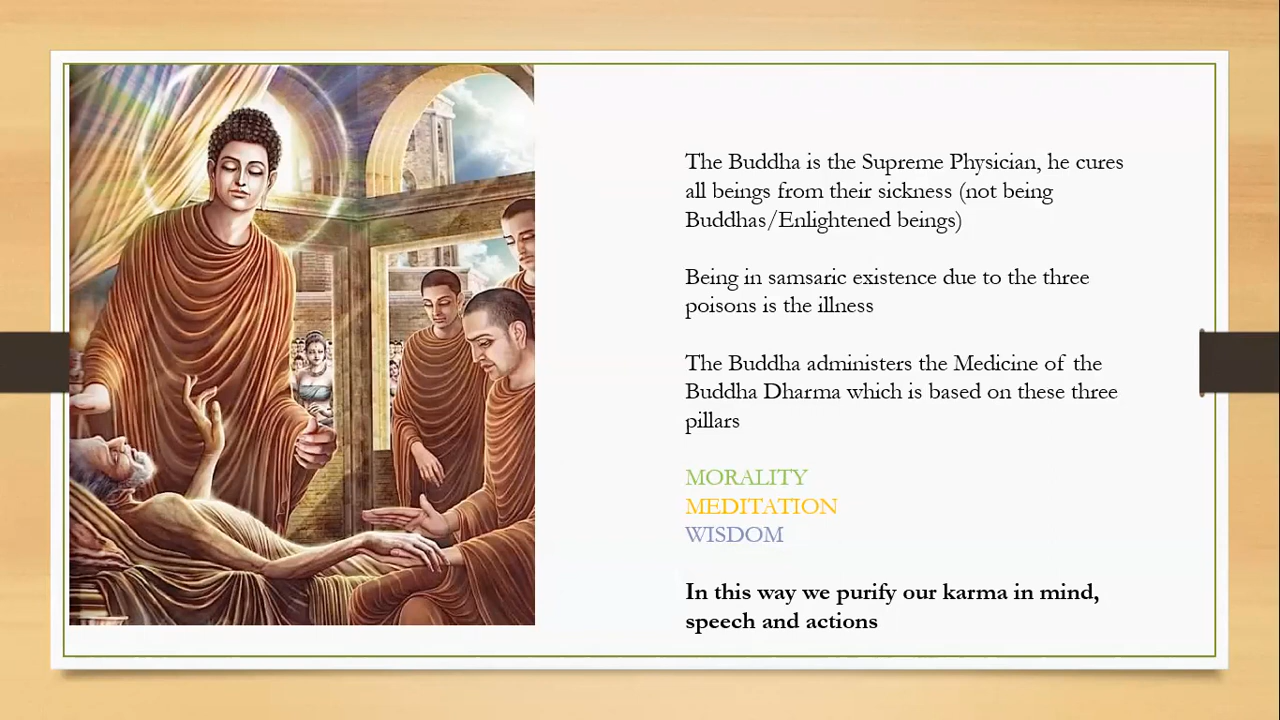 The Buddha is the Supreme Physician, he cures
all beings from their sickness (not being
Buddhas/Enlightened beings)
Being in samsaric existence due to the three
poisons is the illness
The Buddha administers the Medicine of the
Buddha Dharma which is based on these three
pillars
MORALITY
MEDITATION
WISDOM
In this way we purify our karma in mind,
speech and actions